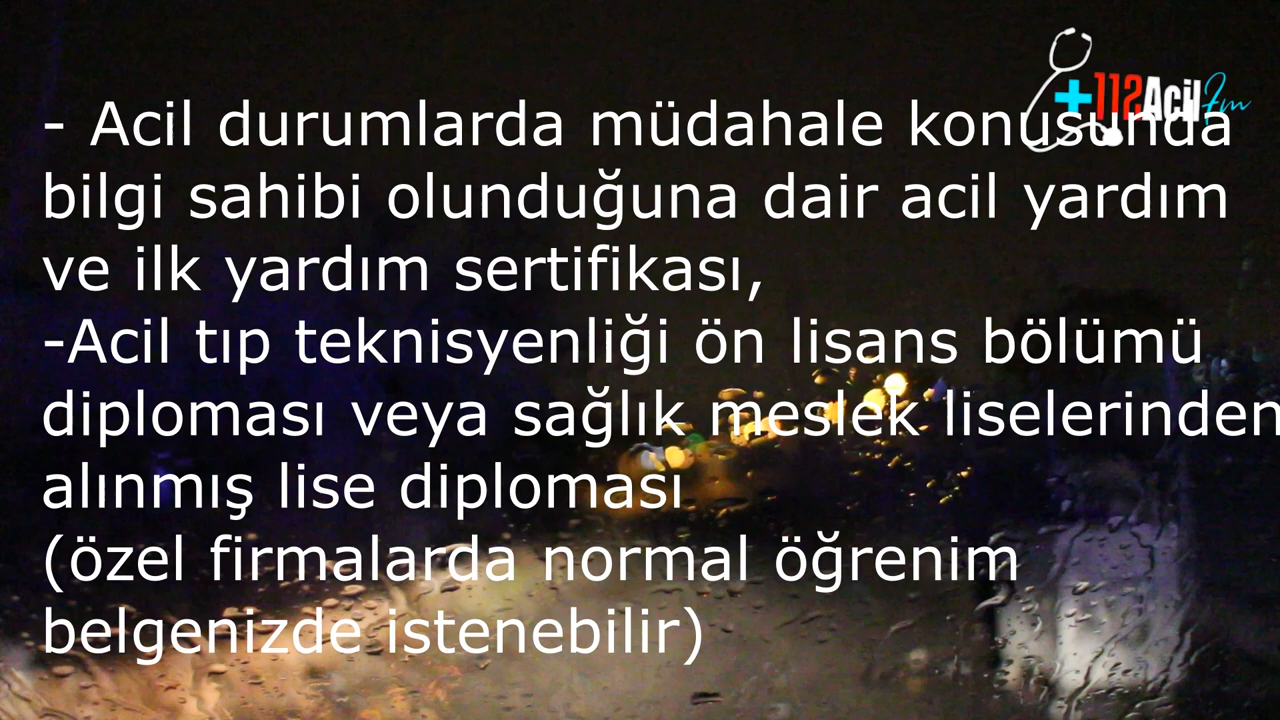 +112Acil Fm
- Acil durumlarda müdahale konusunda
bilgi sahibi olunduğuna dair acil yardım
ve ilk yardım sertifikası,
-Acil tıp teknisyenliği ön lisans bölümü
diploması veya sağlık meslek liselerinden
alınmış lise diploması
(özel firmalarda normal öğrenim
belgenizde istenebilir)